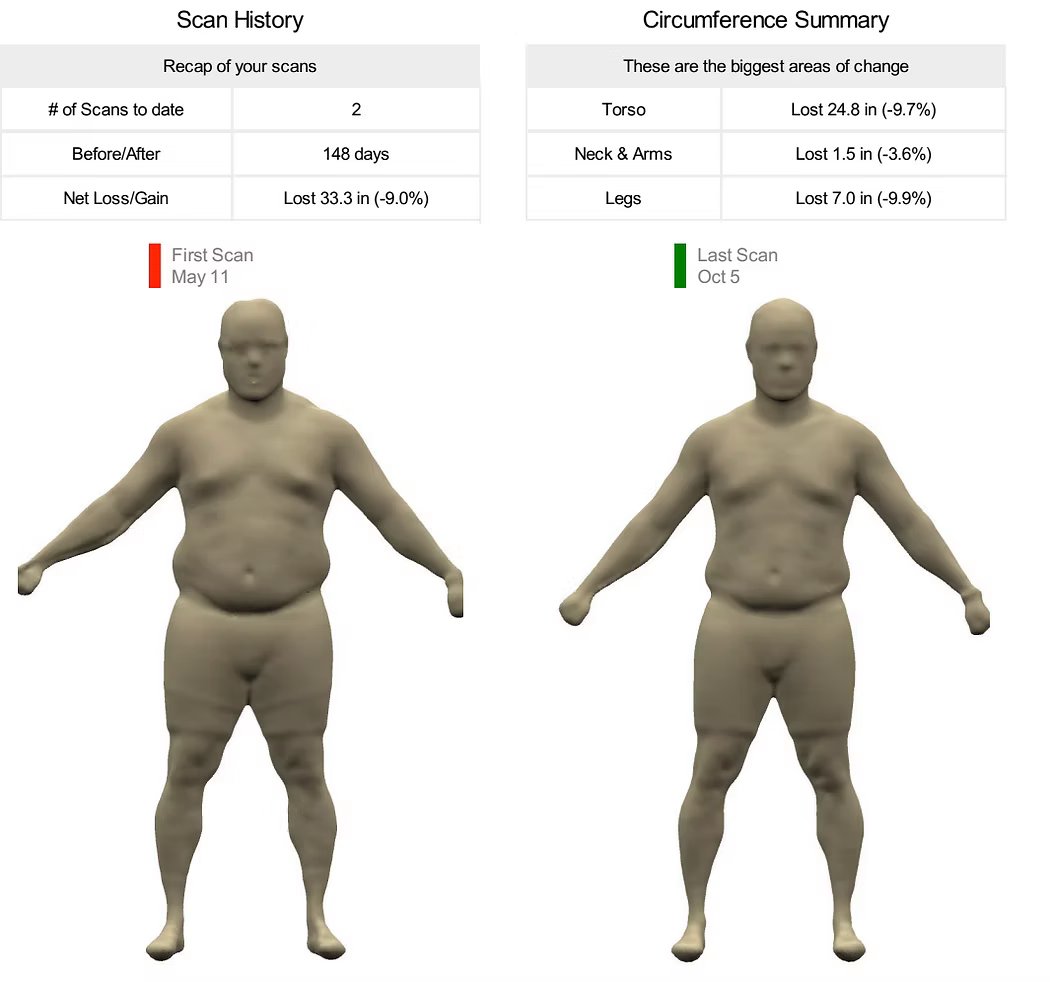 Scan History
Recap of your scans
# of Scans to date 2
Before/After 148 days
Net Loss/Gain Lost 33.3 in (-9.0%)
First Scan
May 11
Circumference Summary
These are the biggest areas of change
Torso Lost 24.8 in (-9.7%)
Neck & Arms Lost 1.5 in (-3.6%)
Legs Lost 7.0 in (-9.9%)
Last Scan
Oct 5